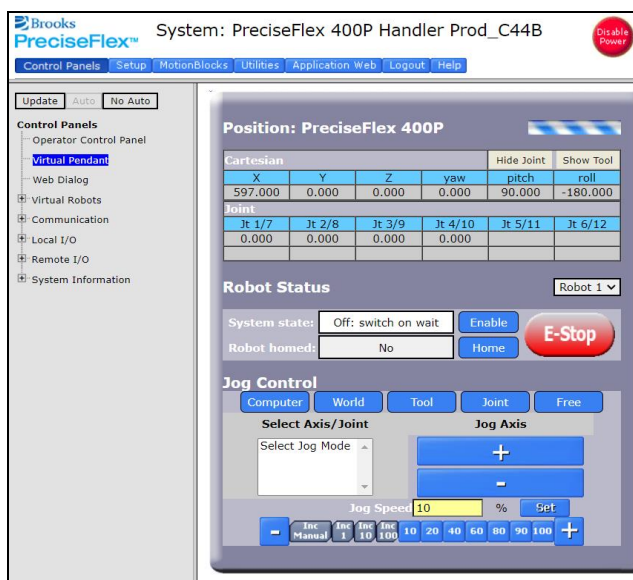 Brooks
PreciseFlex™
System: PreciseFlex 400P Handler Prod_C44B
Disable Power
Control Panels Setup MotionBlocks Utilities Application Web Logout Help
Update Auto No Auto
Control Panels
Operator Control Panel
Virtual Pendant
Web Dialog
Virtual Robots
Communication
Local I/O
Remote I/O
System Information
Position: PreciseFlex 400P
Cartesian Hide Joint Show Tool
X Y Z yaw pitch roll
597.000 0.000 0.000 0.000 90.000 -180.000
Joint
Jt 1/7 Jt 2/8 Jt 3/9 Jt 4/10 Jt 5/11 Jt 6/12
0.000 0.000 0.000 0.000
Robot Status Robot 1
System state: Off: switch on wait Enable
E-Stop
Robot homed: No Home
Jog Control
Computer World Tool Joint Free
Select Axis/Joint Jog Axis
Select Jog Mode
+
-
Jog Speed 10 % Set
- Inc Manual Inc 1 Inc 10 Inc 100 10 20 40 60 80 90 100 +